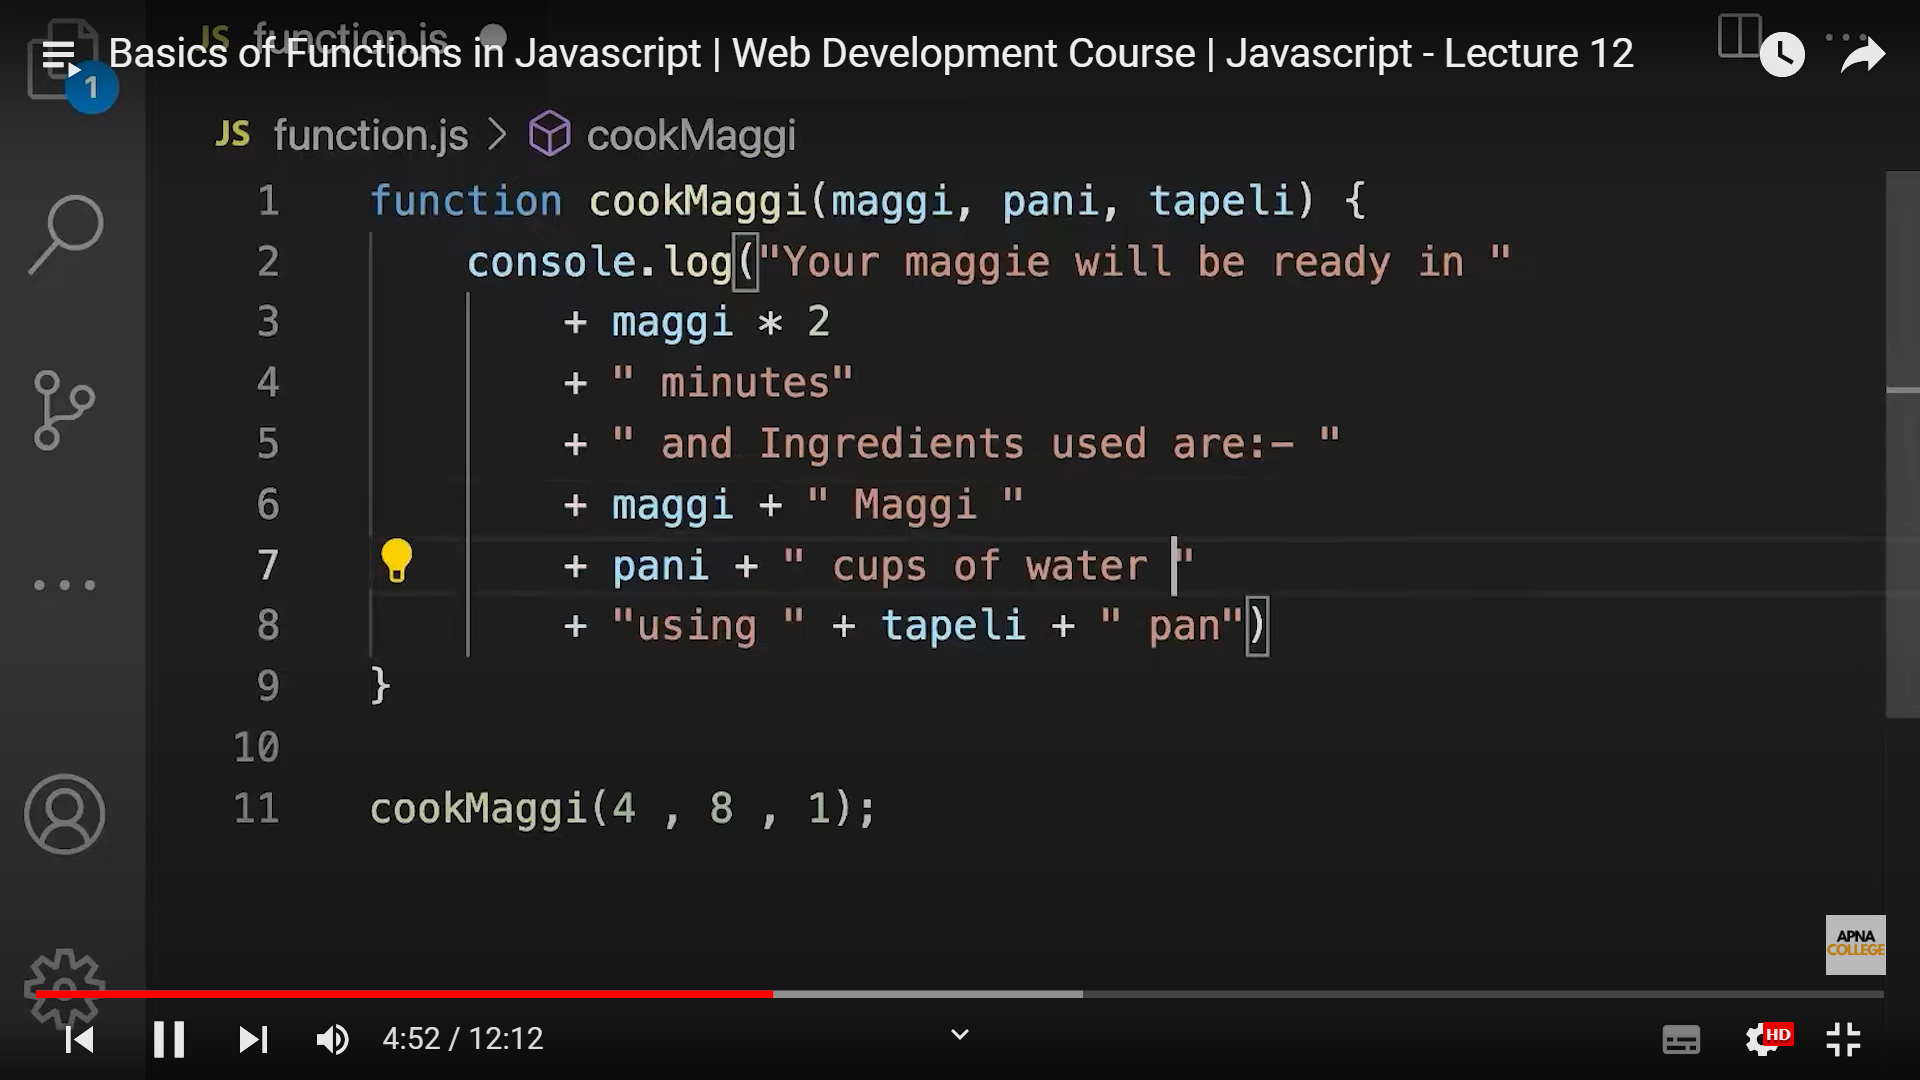 JS function.js
Basics of Functions in Javascript | Web Development Course | Javascript - Lecture 12
1
JS function.js > cookMaggi
1 function cookMaggi(maggi, pani, tapeli) {
2 console.log("Your maggie will be ready in "
3 + maggi * 2
4 + " minutes"
5 + " and Ingredients used are:- "
6 + maggi + " Maggi "
7 + pani + " cups of water "
8 + "using " + tapeli + " pan")
9 }
10
11 cookMaggi(4 , 8 , 1);
APNA
COLLEGE
4:52 / 12:12
HD